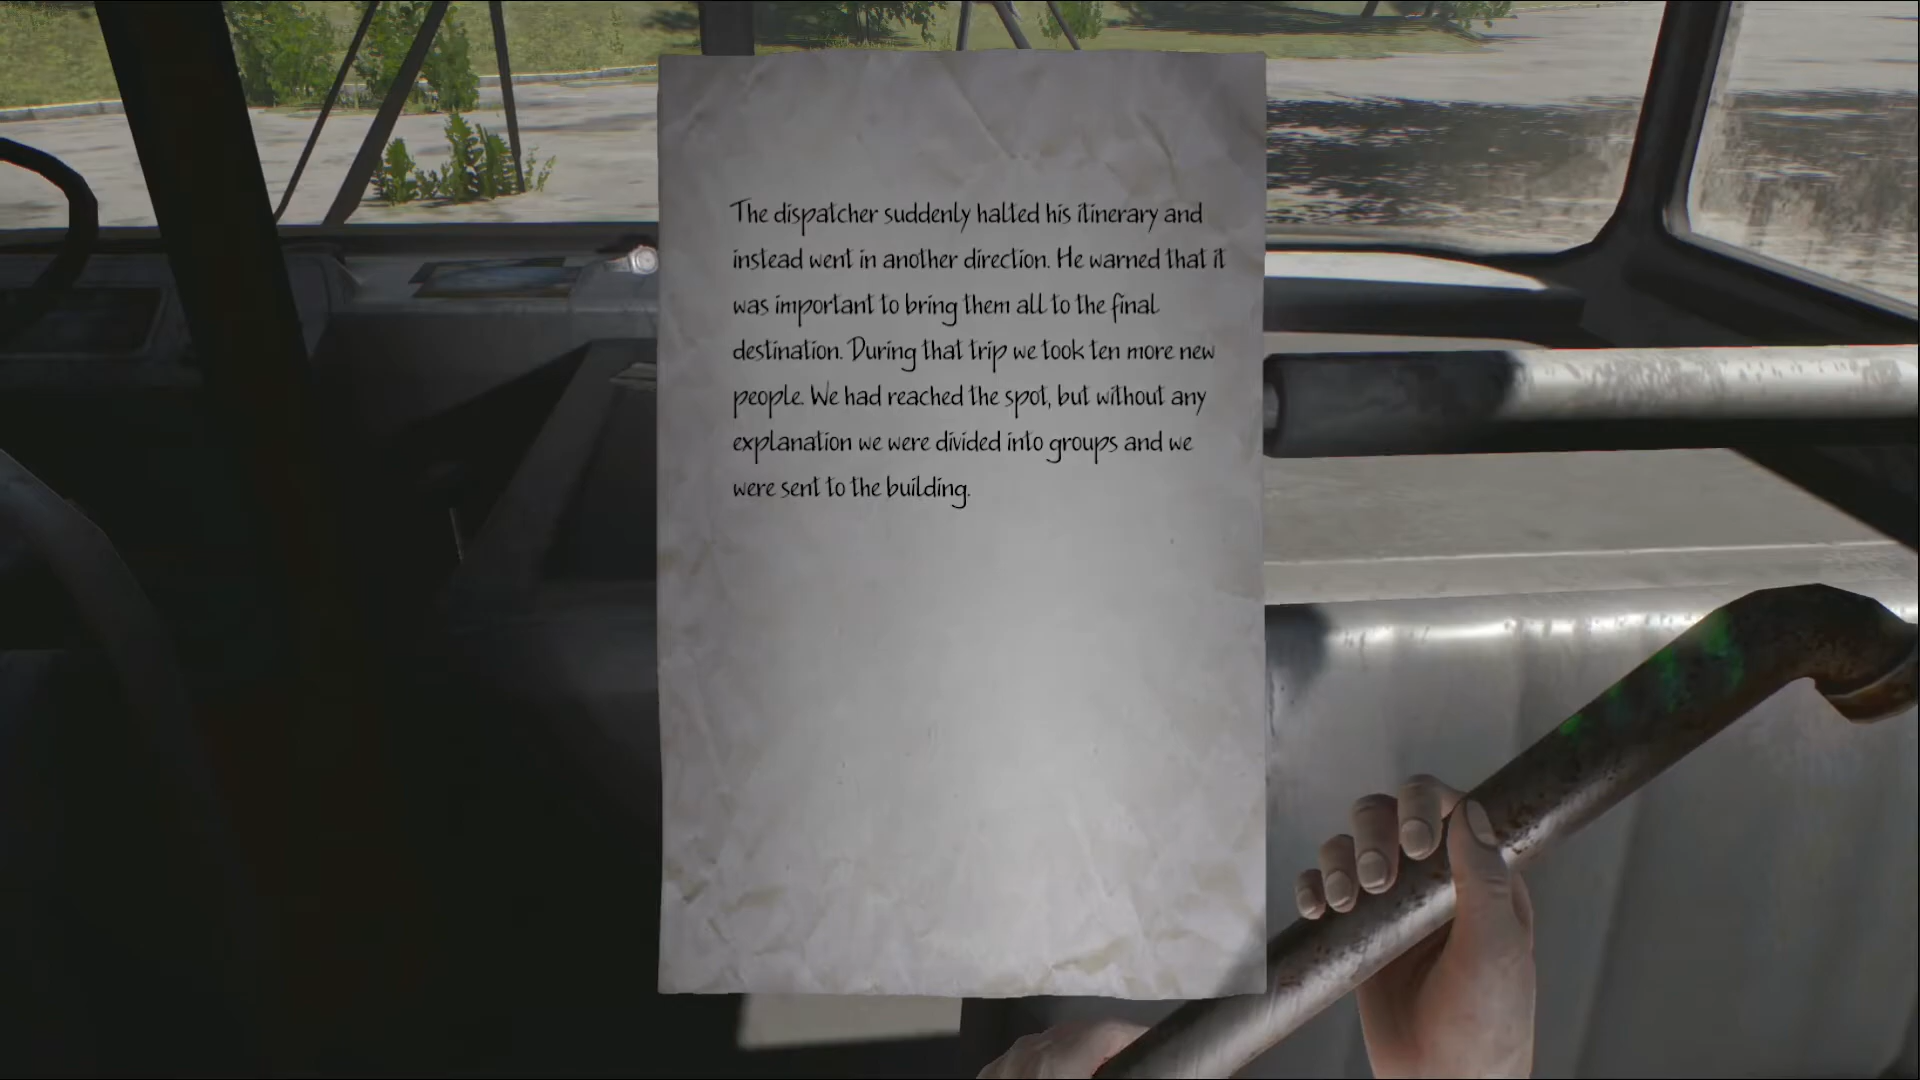 The dispatcher suddenly halted his itinerary and
instead went in another direction. He warned that it
was important to bring them all to the final
destination. During that trip we took ten more new
people. We had reached the spot, but without any
explanation we were divided into groups and we
were sent to the building.